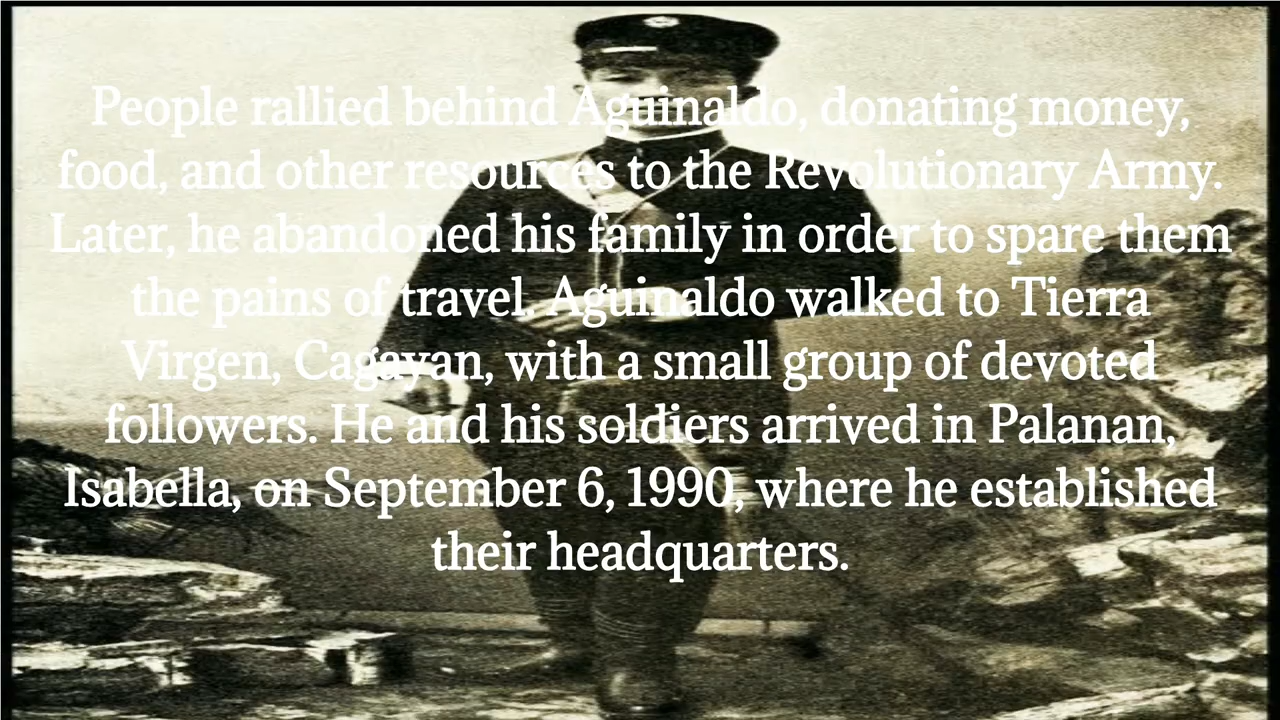 People rallied behind Aguinaldo, donating money,
food, and other resources to the Revolutionary Army.
Later, he abandoned his family in order to spare them
the pains of travel. Aguinaldo walked to Tierra
Virgen, Cagayan, with a small group of devoted
followers. He and his soldiers arrived in Palanan,
Isabella, on September 6, 1990, where he established
their headquarters.